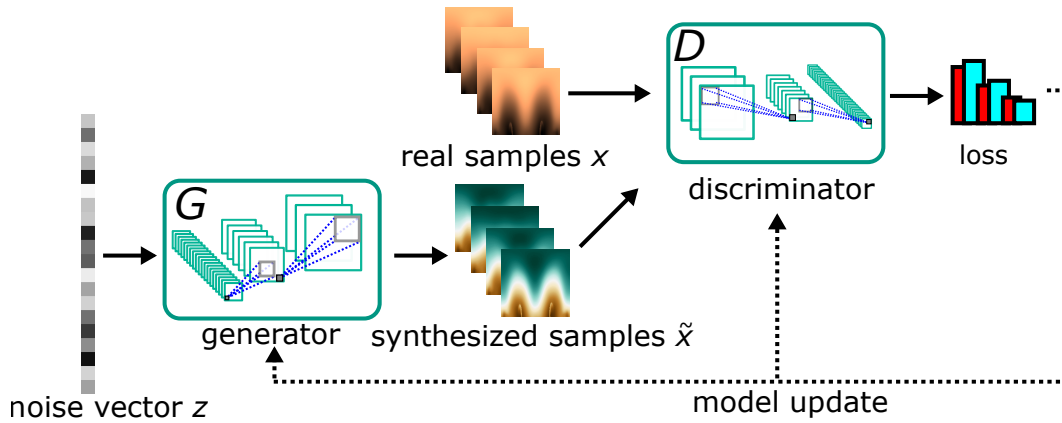 D
real samples x
loss
discriminator
G
generator
synthesized samples x̃
noise vector z
model update